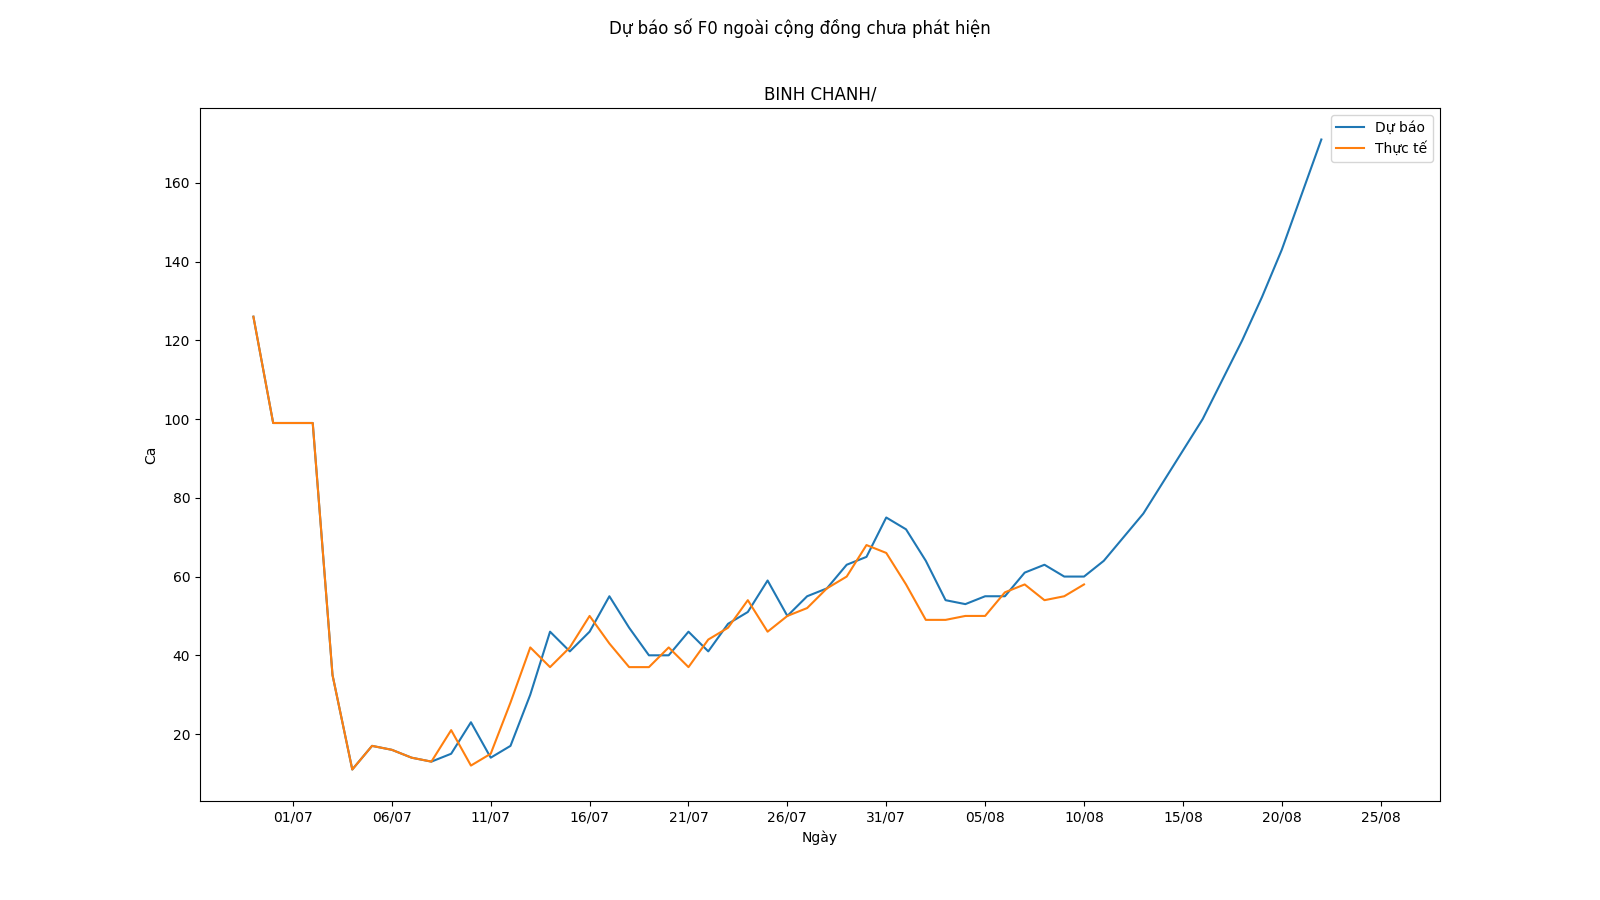 Dự báo số F0 ngoài cộng đồng chưa phát hiện
BINH CHANH/
Dự báo
Thực tế
160
140
120
100
80
60
40
20
Ca
01/07 06/07 11/07 16/07 21/07 26/07 31/07 05/08 10/08 15/08 20/08 25/08
Ngày